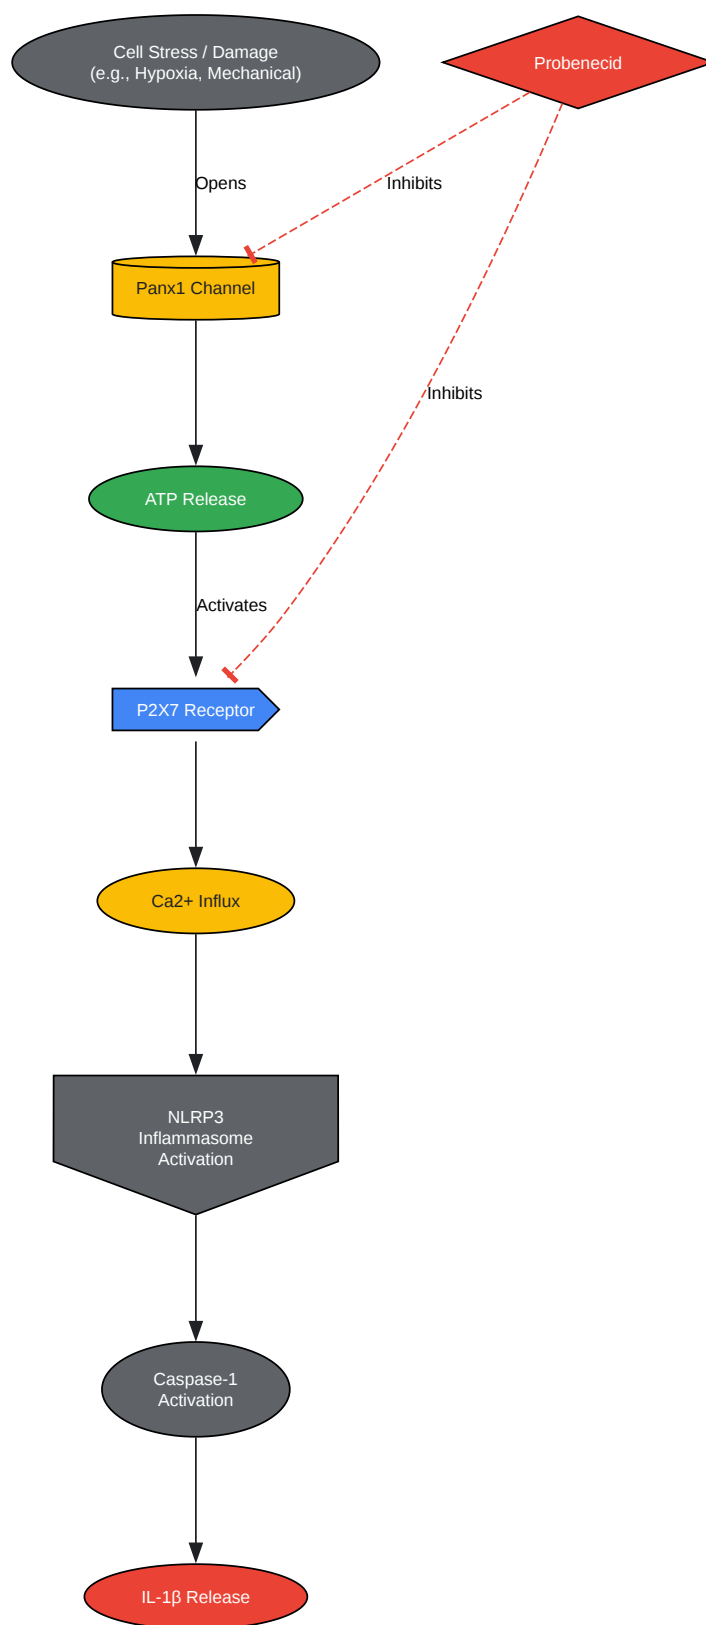 Cell Stress / Damage
(e.g., Hypoxia, Mechanical)
Probenecid
Opens
Inhibits
Panx1 Channel
Inhibits
ATP Release
Activates
P2X7 Receptor
Ca2+ Influx
NLRP3
Inflammasome
Activation
Caspase-1
Activation
IL-1β Release